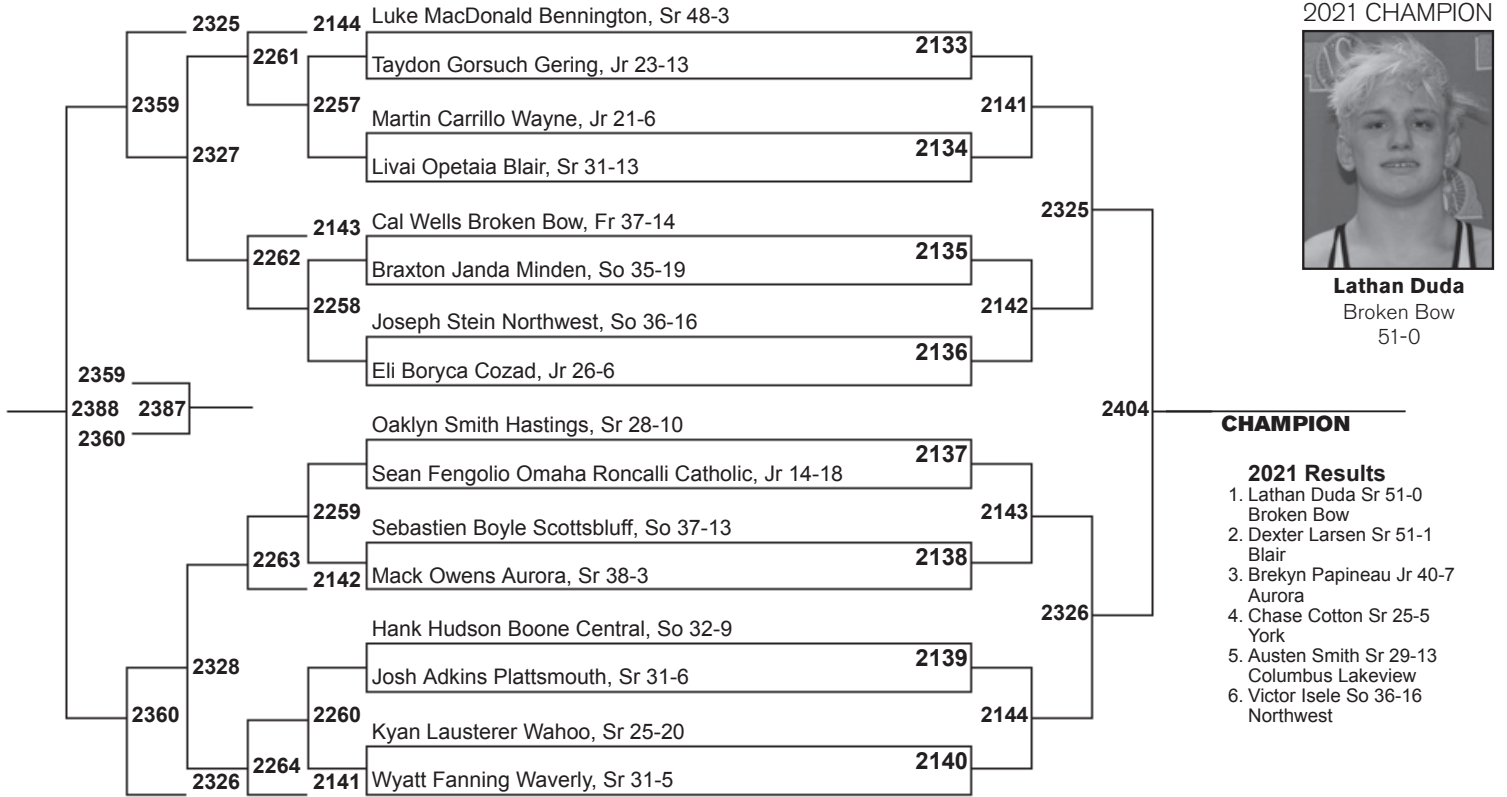 2325
2144
Luke MacDonald Bennington, Sr 48-3
2133
2261
Taydon Gorsuch Gering, Jr 23-13
2359
2257
2141
Martin Carrillo Wayne, Jr 21-6
2134
2327
Livai Opetaia Blair, Sr 31-13
2325
2143
Cal Wells Broken Bow, Fr 37-14
2135
2262
Braxton Janda Minden, So 35-19
2258
2142
Joseph Stein Northwest, So 36-16
2136
Eli Boryca Cozad, Jr 26-6
2359
2388
2387
2360
2404
Oaklyn Smith Hastings, Sr 28-10
2137
Sean Fengolio Omaha Roncalli Catholic, Jr 14-18
2259
2143
Sebastien Boyle Scottsbluff, So 37-13
2138
2263
2142
Mack Owens Aurora, Sr 38-3
2326
Hank Hudson Boone Central, So 32-9
2139
2328
Josh Adkins Plattsmouth, Sr 31-6
2360
2260
2144
Kyan Lausterer Wahoo, Sr 25-20
2140
2264
2326
2141
Wyatt Fanning Waverly, Sr 31-5
2021 CHAMPION
Lathan Duda
Broken Bow
51-0
CHAMPION
2021 Results
1. Lathan Duda Sr 51-0
Broken Bow
2. Dexter Larsen Sr 51-1
Blair
3. Brekyn Papineau Jr 40-7
Aurora
4. Chase Cotton Sr 25-5
York
5. Austen Smith Sr 29-13
Columbus Lakeview
6. Victor Isele So 36-16
Northwest